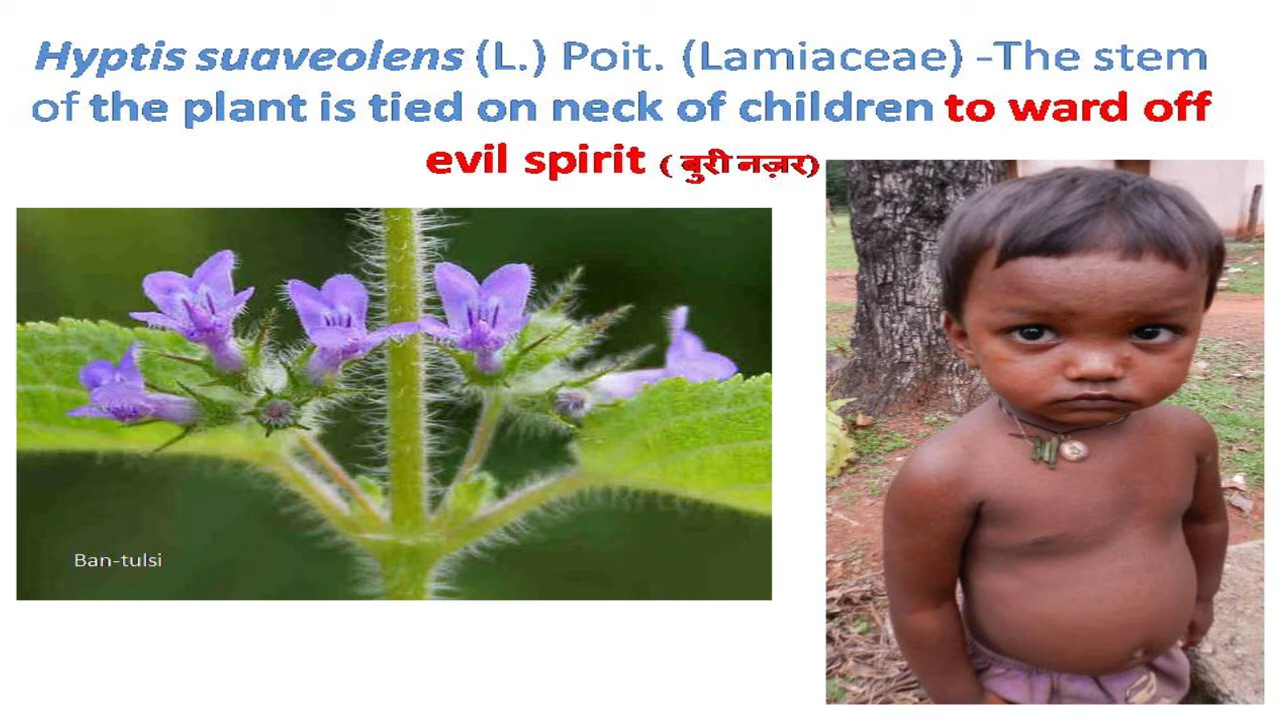 Hyptis suaveolens (L.) Poit. (Lamiaceae) -The stem
of the plant is tied on neck of children to ward off
evil spirit ( बुरी नज़र)
Ban-tulsi